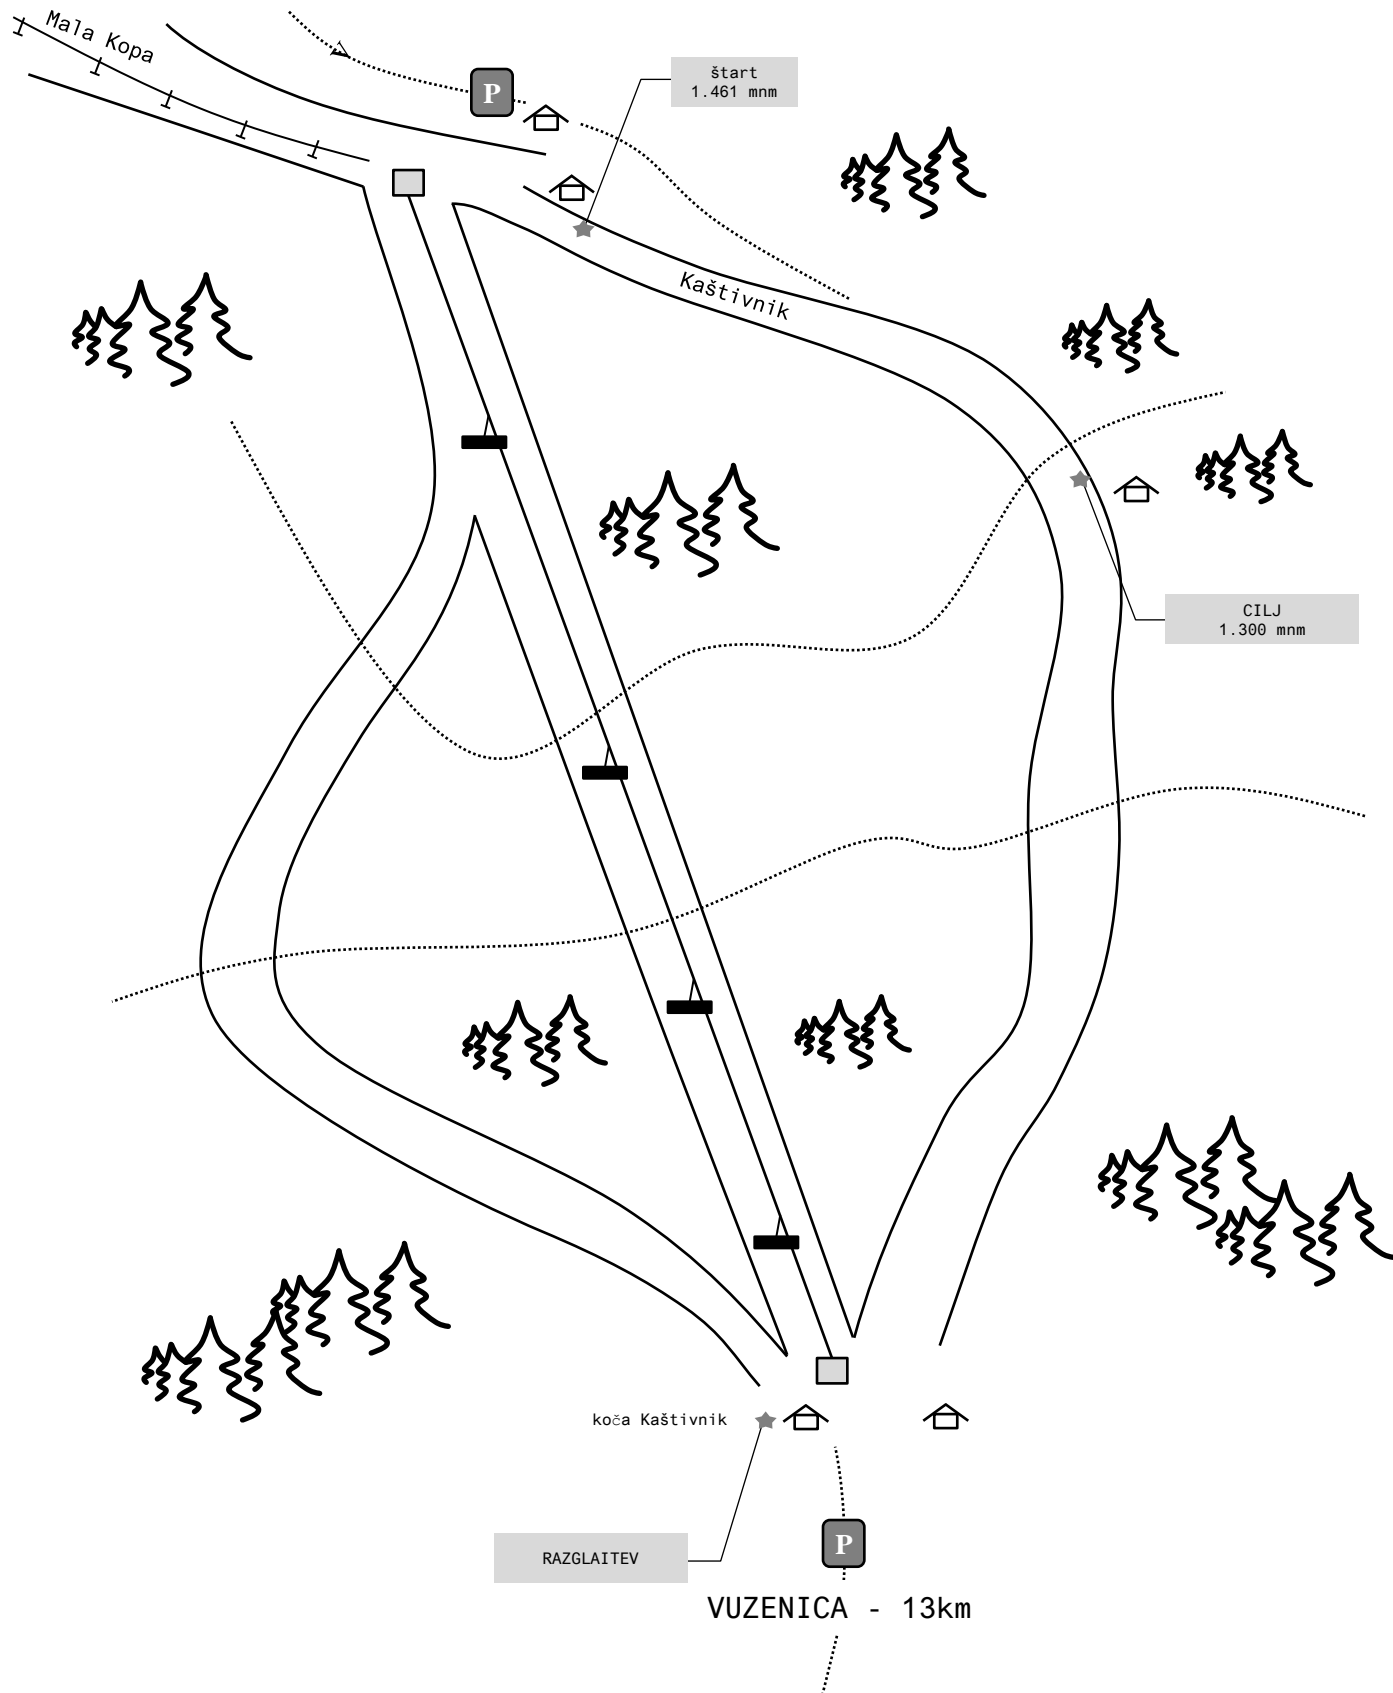 Mala Kopa
P
štart
1.461 mnm
Kaštivnik
CILJ
1.300 mnm
koča Kaštivnik
RAZGLAITEV
P
VUZENICA - 13km